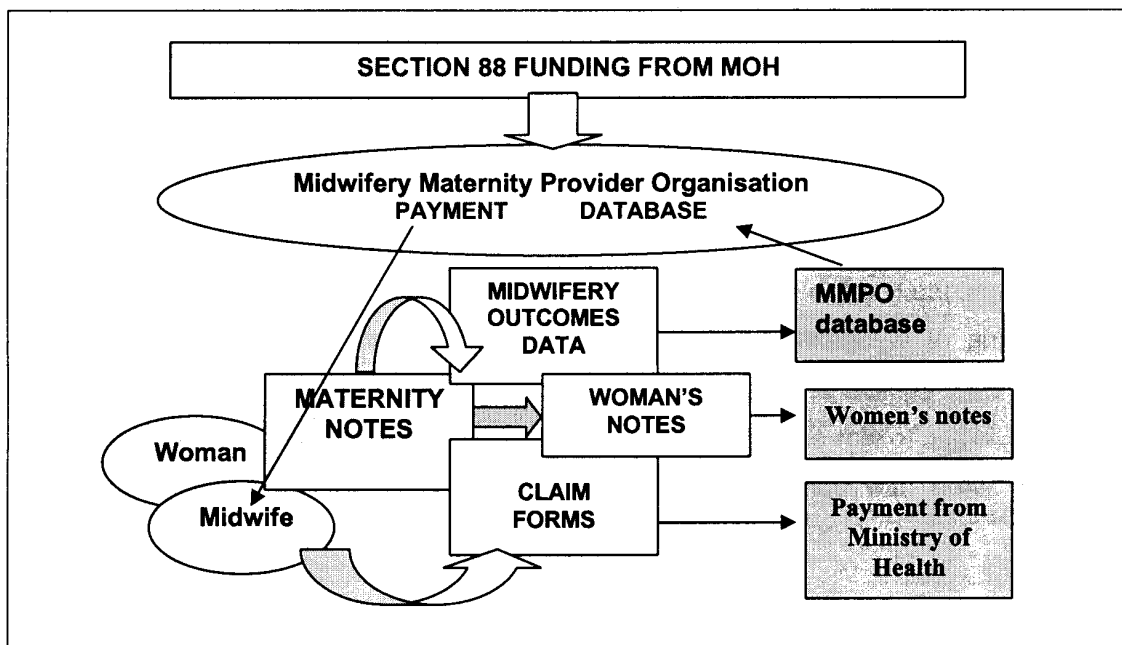 SECTION 88 FUNDING FROM MOH
Midwifery Maternity Provider Organisation
PAYMENT DATABASE
MIDWIFERY
OUTCOMES
DATA
MMPO
database
MATERNITY
NOTES
WOMAN'S
NOTES
Women's notes
Woman
Midwife
CLAIM
FORMS
Payment from
Ministry of
Health